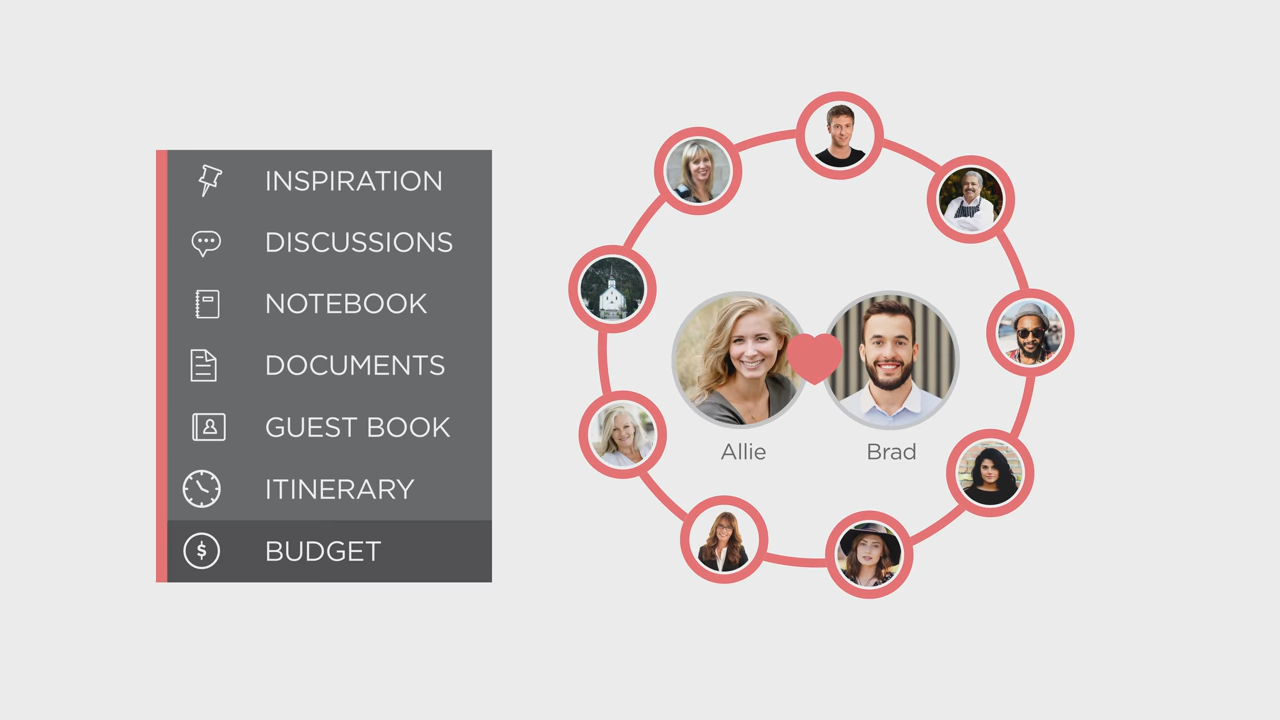 INSPIRATION
DISCUSSIONS
NOTEBOOK
DOCUMENTS
GUEST BOOK
ITINERARY
$ BUDGET
Allie
Brad